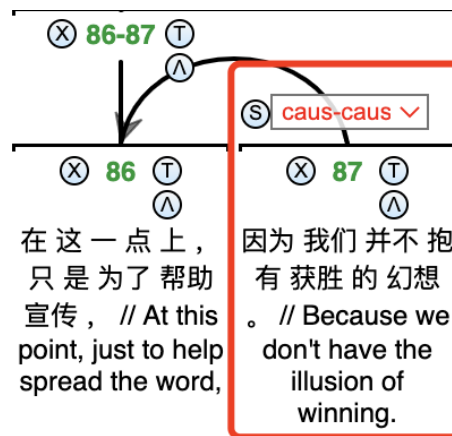 X 86-87 T
Λ
S caus-caus
X 86 T
Λ
在 这 一 点 上 ，
只 是 为了 帮助
宣传 ， // At this
point, just to help
spread the word,
X 87 T
Λ
因为 我们 并不 抱
有 获胜 的 幻想
。 // Because we
don't have the
illusion of
winning.